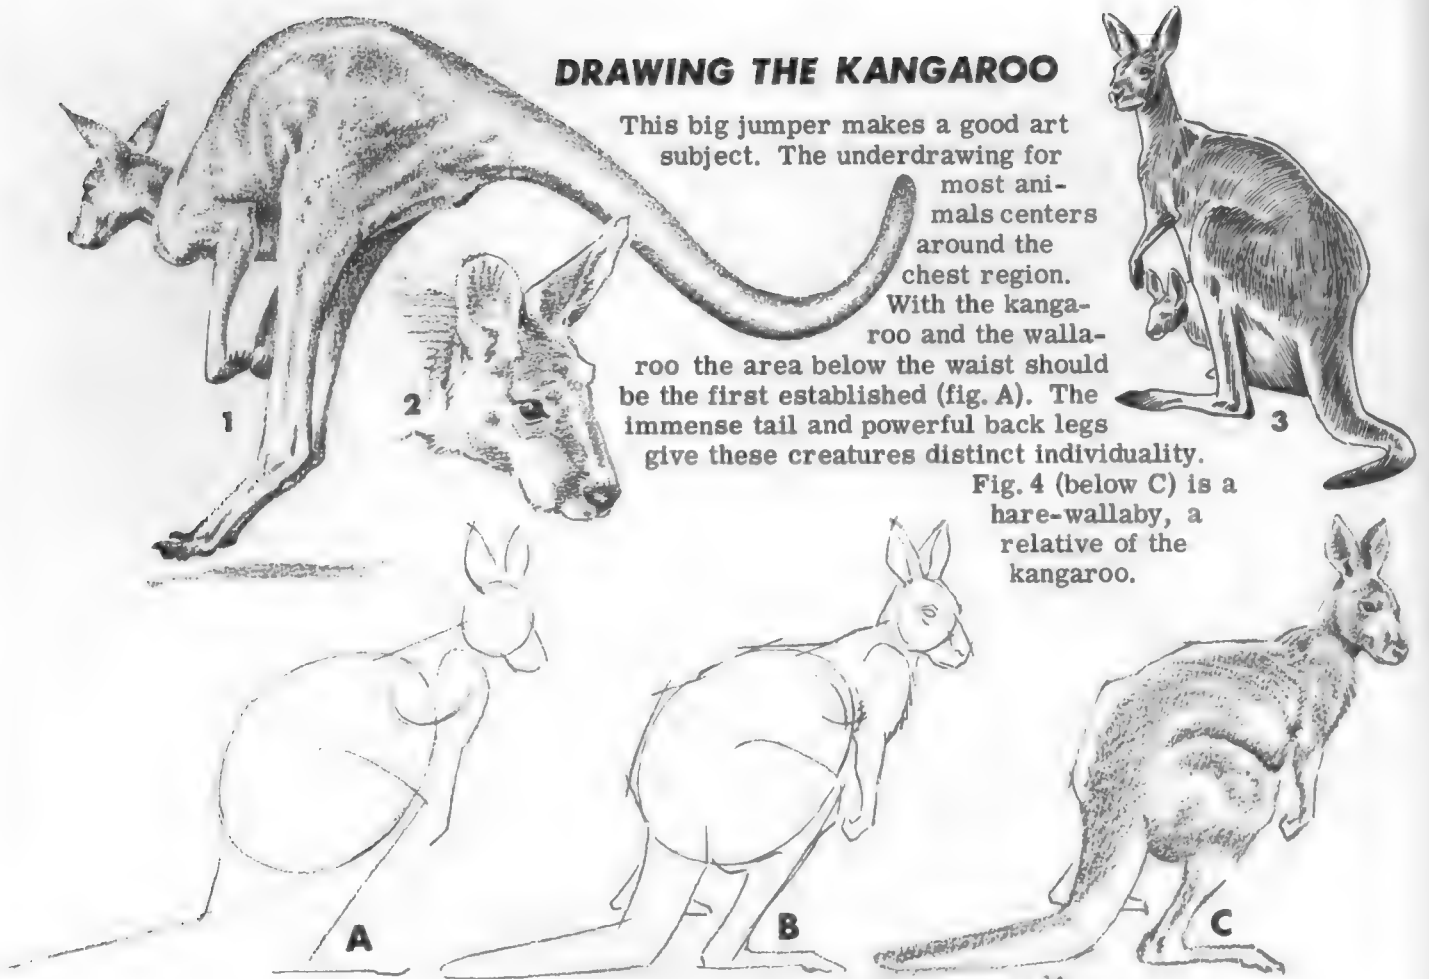 DRAWING THE KANGAROO
This big jumper makes a good art
subject. The underdrawing for
most ani-
mals centers
around the
chest region.
With the kanga-
roo and the walla-
roo the area below the waist should
be the first established (fig. A). The
immense tail and powerful back legs
give these creatures distinct individuality.
Fig. 4 (below C) is a
hare-wallaby, a
relative of the
kangaroo.
1
2
3
A
B
C